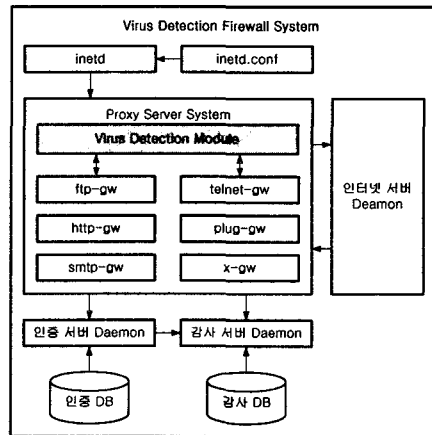 Virus Detection Firewall System
inetd
inetd.conf
Proxy Server System
Virus Detection Module
ftp-gw
telnet-gw
http-gw
plug-gw
smtp-gw
x-gw
인터넷 서버
Deamon
인증 서버 Daemon
감사 서버 Daemon
인증 DB
감사 DB